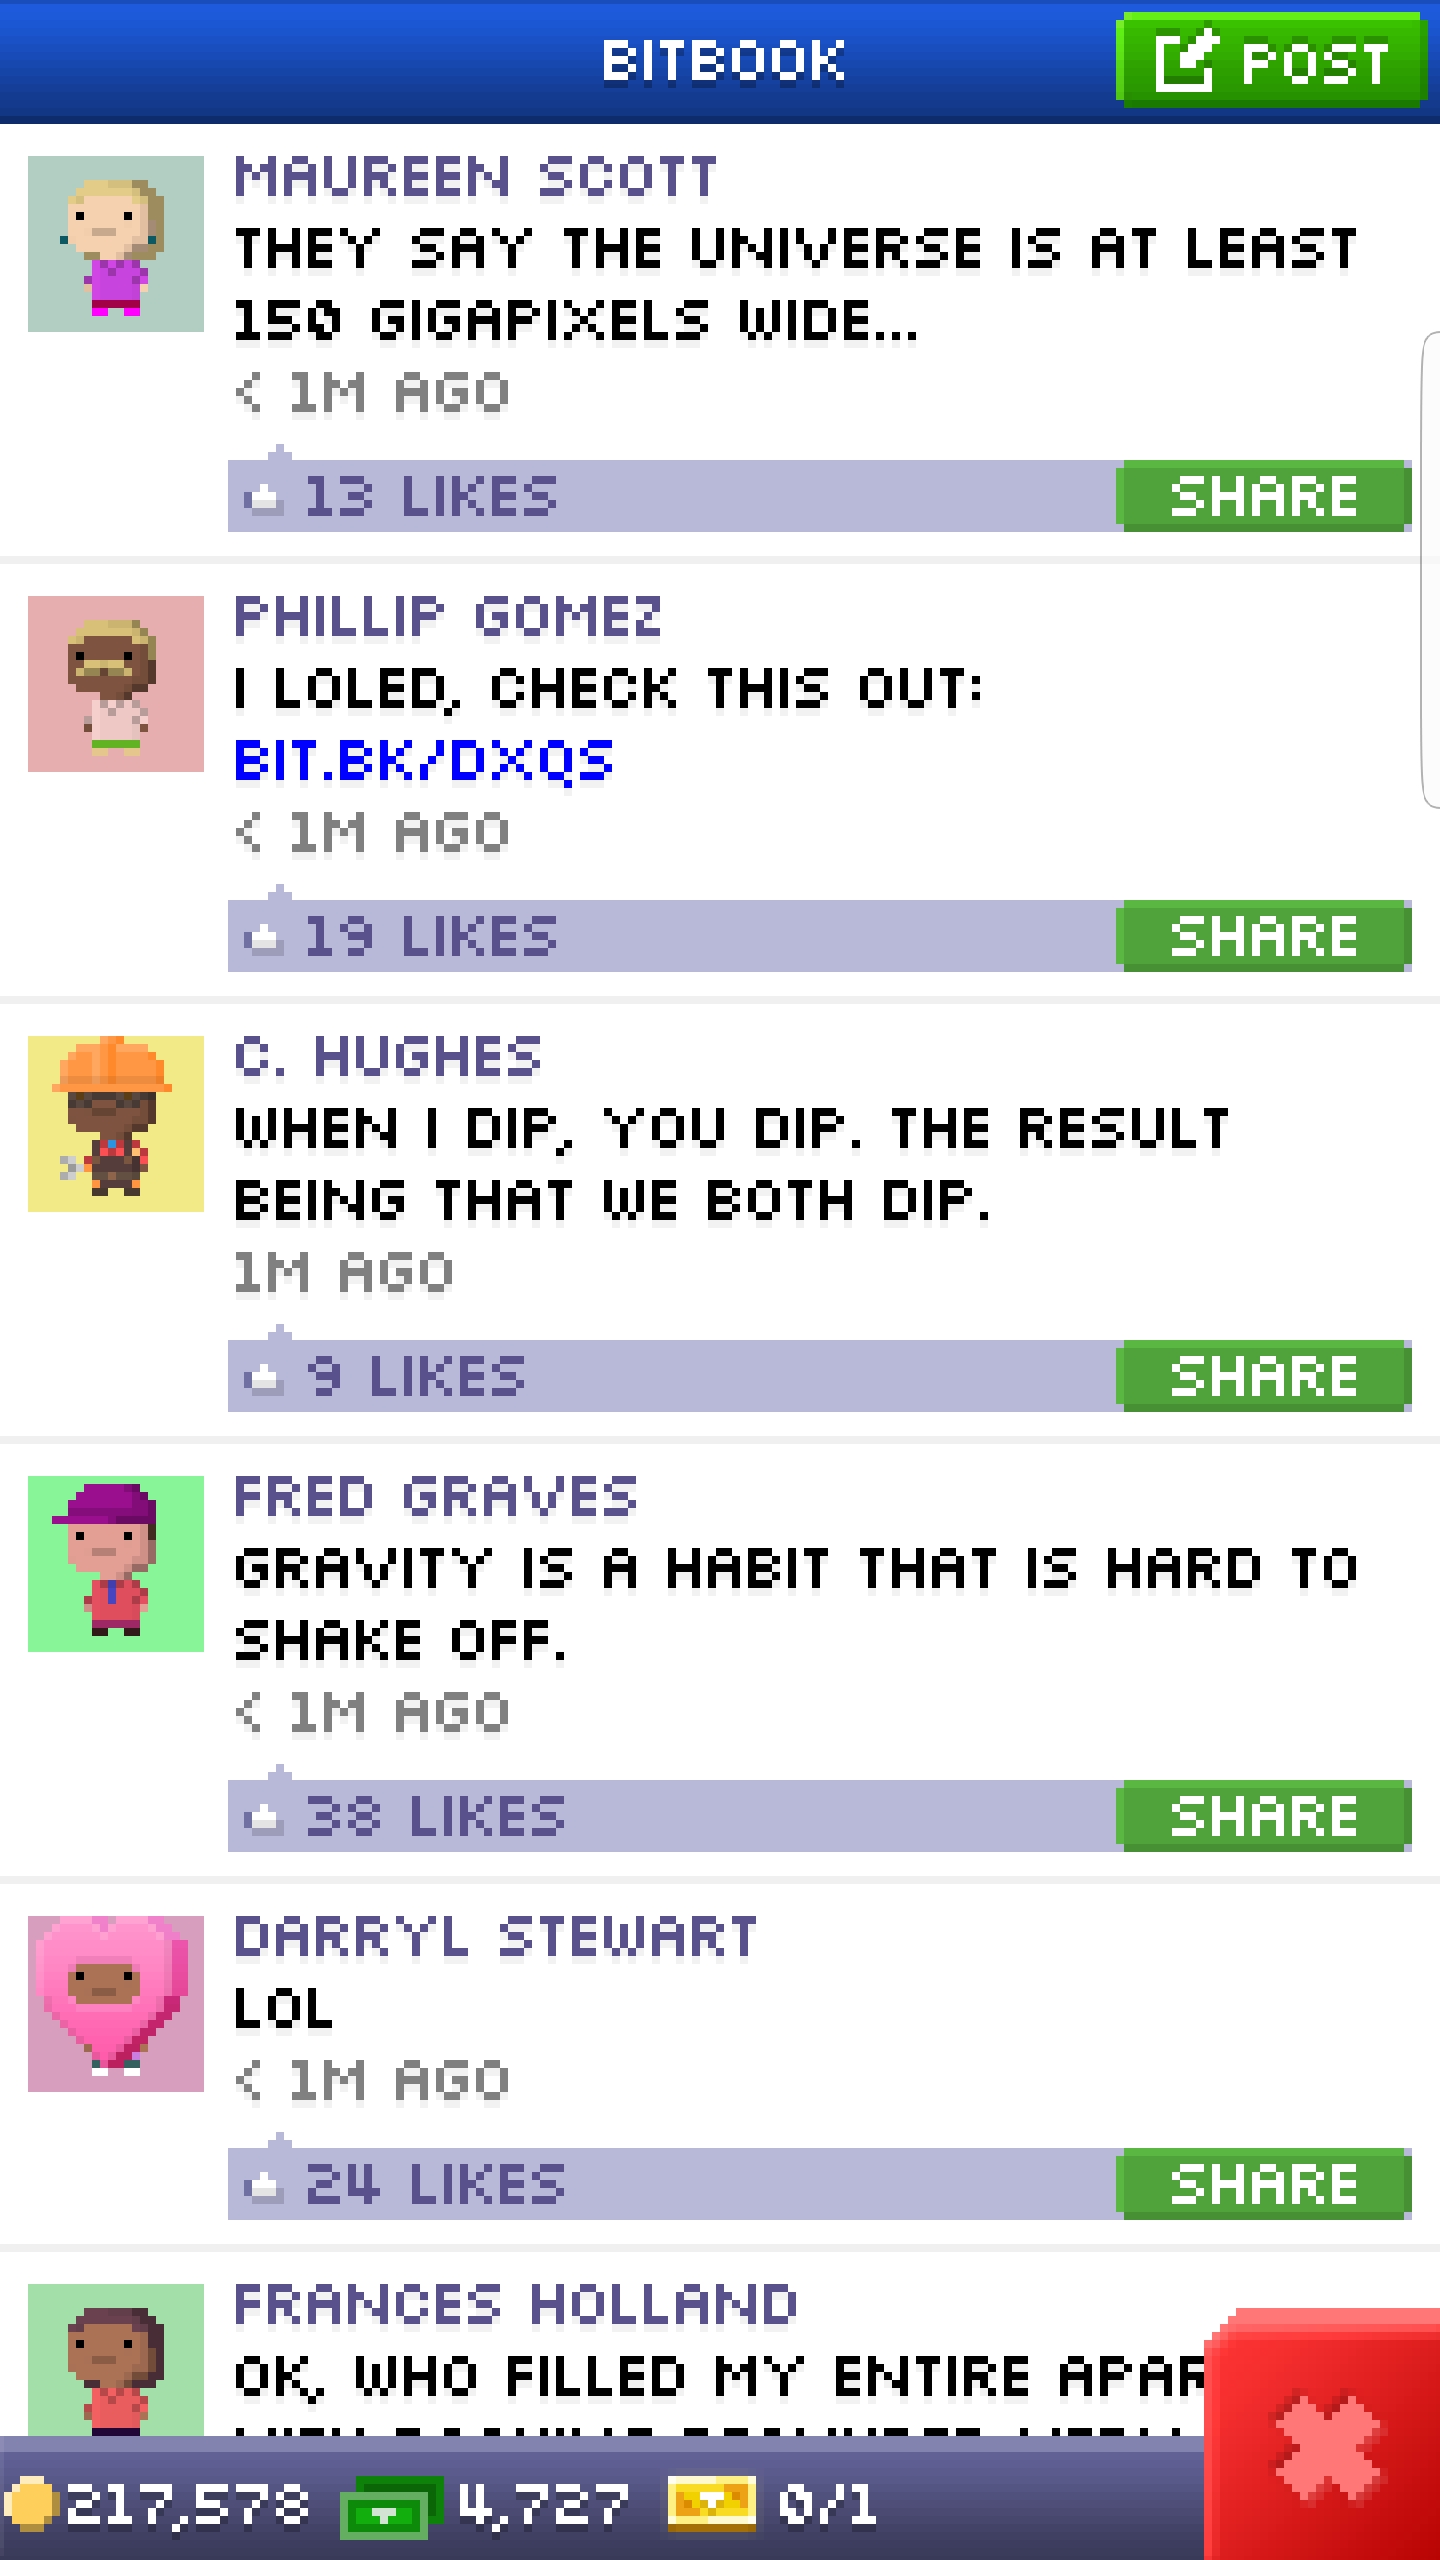 BITBOOK
POST
MAUREEN SCOTT
THEY SAY THE UNIVERSE IS AT LEAST
150 GIGAPIXELS WIDE...
< 1M AGO
13 LIKES
SHARE
PHILLIP GOMEZ
I LOLED, CHECK THIS OUT:
BIT.BK/DXQS
< 1M AGO
19 LIKES
SHARE
C. HUGHES
WHEN I DIP, YOU DIP. THE RESULT
BEING THAT WE BOTH DIP.
1M AGO
9 LIKES
SHARE
FRED GRAVES
GRAVITY IS A HABIT THAT IS HARD TO
SHAKE OFF.
< 1M AGO
38 LIKES
SHARE
DARRYL STEWART
LOL
< 1M AGO
24 LIKES
SHARE
FRANCES HOLLAND
OK, WHO FILLED MY ENTIRE
217,578
4,727
0/1